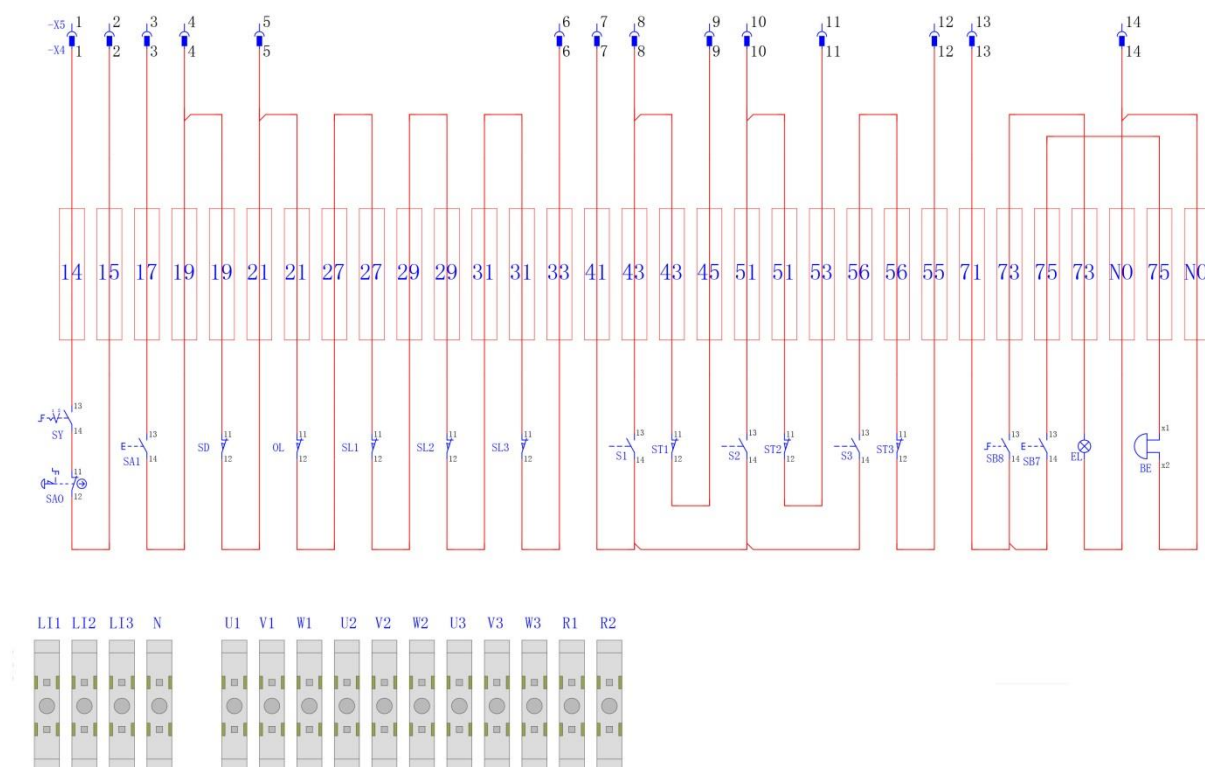 -X5 1 2 3 4 5 6 7 8 9 10 11 12 13 14
-X4 1 2 3 4 5 6 7 8 9 10 11 12 13 14
14 15 17 19 19 21 21 27 27 29 29 31 31 33 41 43 43 45 51 51 53 56 56 55 71 73 75 73 NO 75 NO
13
14
SY
11
12
SAO
13
14
SA1
11
12
SD
11
12
OL
11
12
SL1
11
12
SL2
11
12
SL3
13
14
S1
11
12
ST1
13
14
S2
11
12
ST2
13
14
S3
11
12
ST3
13
14
SB8
13
14
SB7
EL
x1
x2
BE
LI1 LI2 LI3 N U1 V1 W1 U2 V2 W2 U3 V3 W3 R1 R2